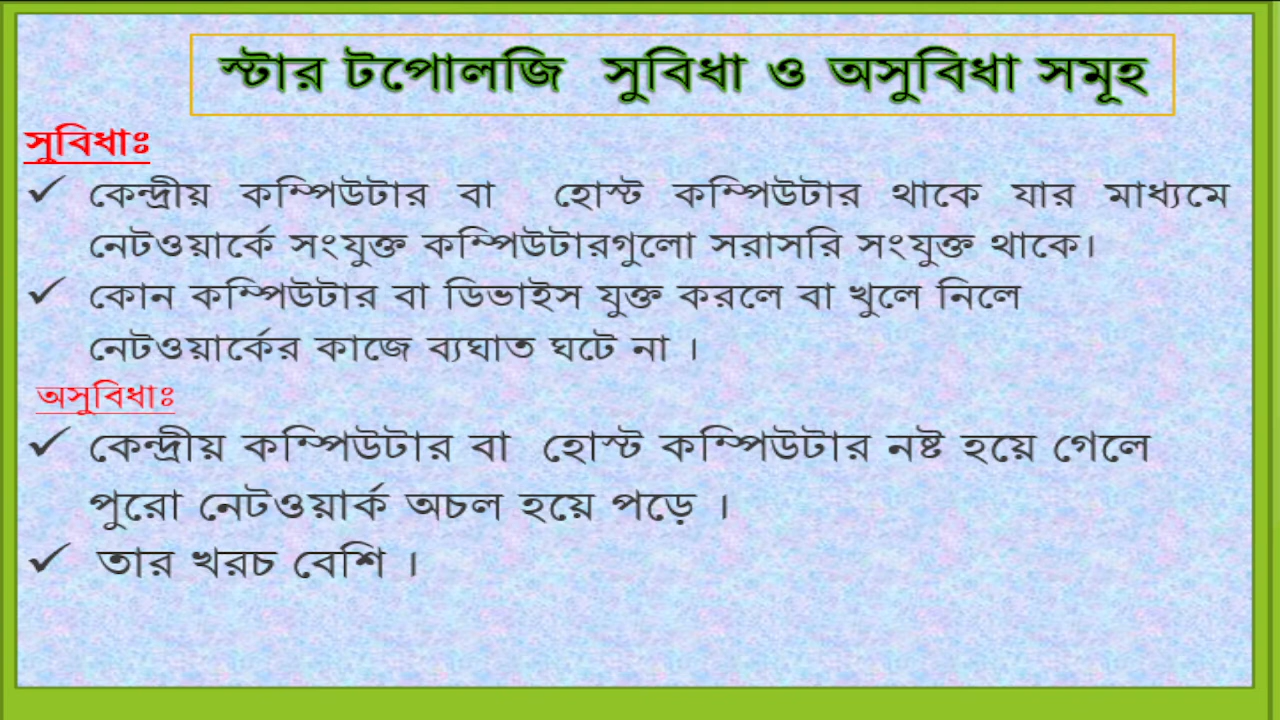 স্টার টপোলজি সুবিধা ও অসুবিধা সমূহ
সুবিধাঃ
✓ কেন্দ্রীয় কম্পিউটার বা হোস্ট কম্পিউটার থাকে যার মাধ্যমে
নেটওয়ার্কে সংযুক্ত কম্পিউটারগুলো সরাসরি সংযুক্ত থাকে।
✓ কোন কম্পিউটার বা ডিভাইস যুক্ত করলে বা খুলে নিলে
নেটওয়ার্কের কাজে ব্যঘাত ঘটে না ।
অসুবিধাঃ
✓ কেন্দ্রীয় কম্পিউটার বা হোস্ট কম্পিউটার নষ্ট হয়ে গেলে
পুরো নেটওয়ার্ক অচল হয়ে পড়ে ।
✓ তার খরচ বেশি ।